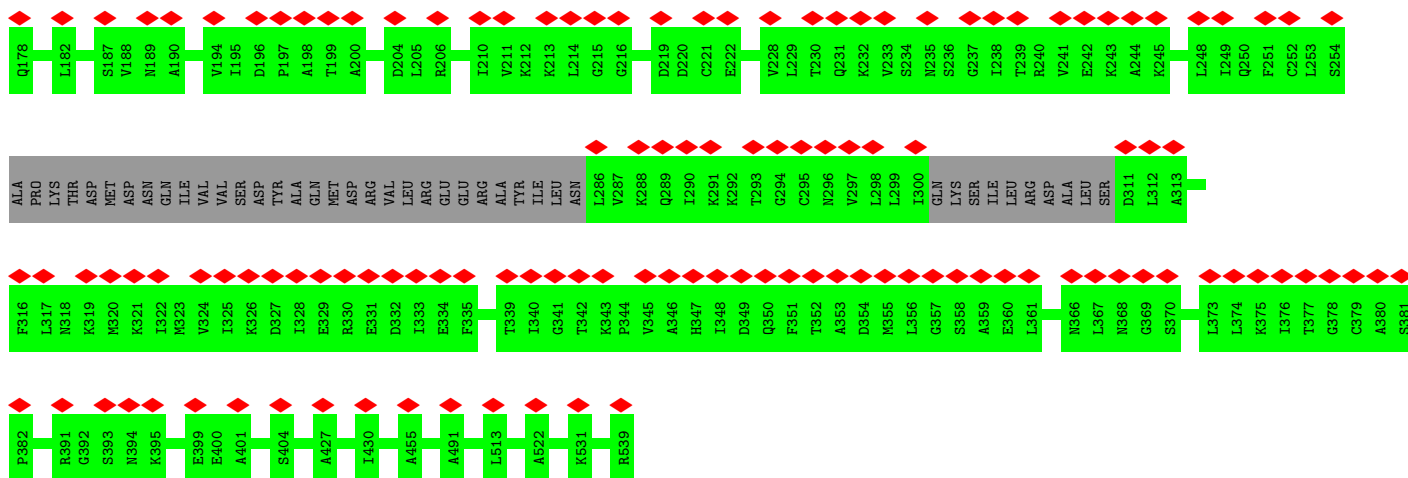 Q178 L182 S187 V188 N189 A190 V194 I195 D196 P197 A198 T199 A200 D204 L205 R206 I210 V211 K212 K213 L214 G215 G216 D219 D220 C221 E222 V228 L229 T230 Q231 K232 V233 S234 N235 S236 G237 I238 T239 R240 V241 E242 K243 A244 K245 L248 I249 Q250 F251 C252 L253 S254
ALA PRO LYS THR ASP MET ASP ASN GLN ILE VAL VAL SER ASP TYR ALA GLN MET ASP ARG VAL LEU ARG GLU GLU ARG ALA TYR ILE LEU ASN L286 V287 K288 Q289 I290 K291 K292 T293 G294 C295 N296 V297 L298 L299 I300 GLN LYS SER ILE LEU ARG ASP ALA LEU SER D311 L312 A313
F316 L317 N318 K319 M320 K321 I322 M323 V324 I325 K326 D327 I328 E329 R330 E331 D332 I333 E334 F335 T339 I340 G341 T342 K343 P344 V345 A346 H347 I348 D349 Q350 F351 T352 A353 D354 M355 L356 G357 S358 A359 E360 L361 N366 L367 N368 G369 S370 L373 L374 K375 I376 T377 G378 C379 A380 S381
P382 R391 G392 S393 N394 K395 E399 E400 A401 S404 A427 I430 A455 A491 L513 A522 K531 R539